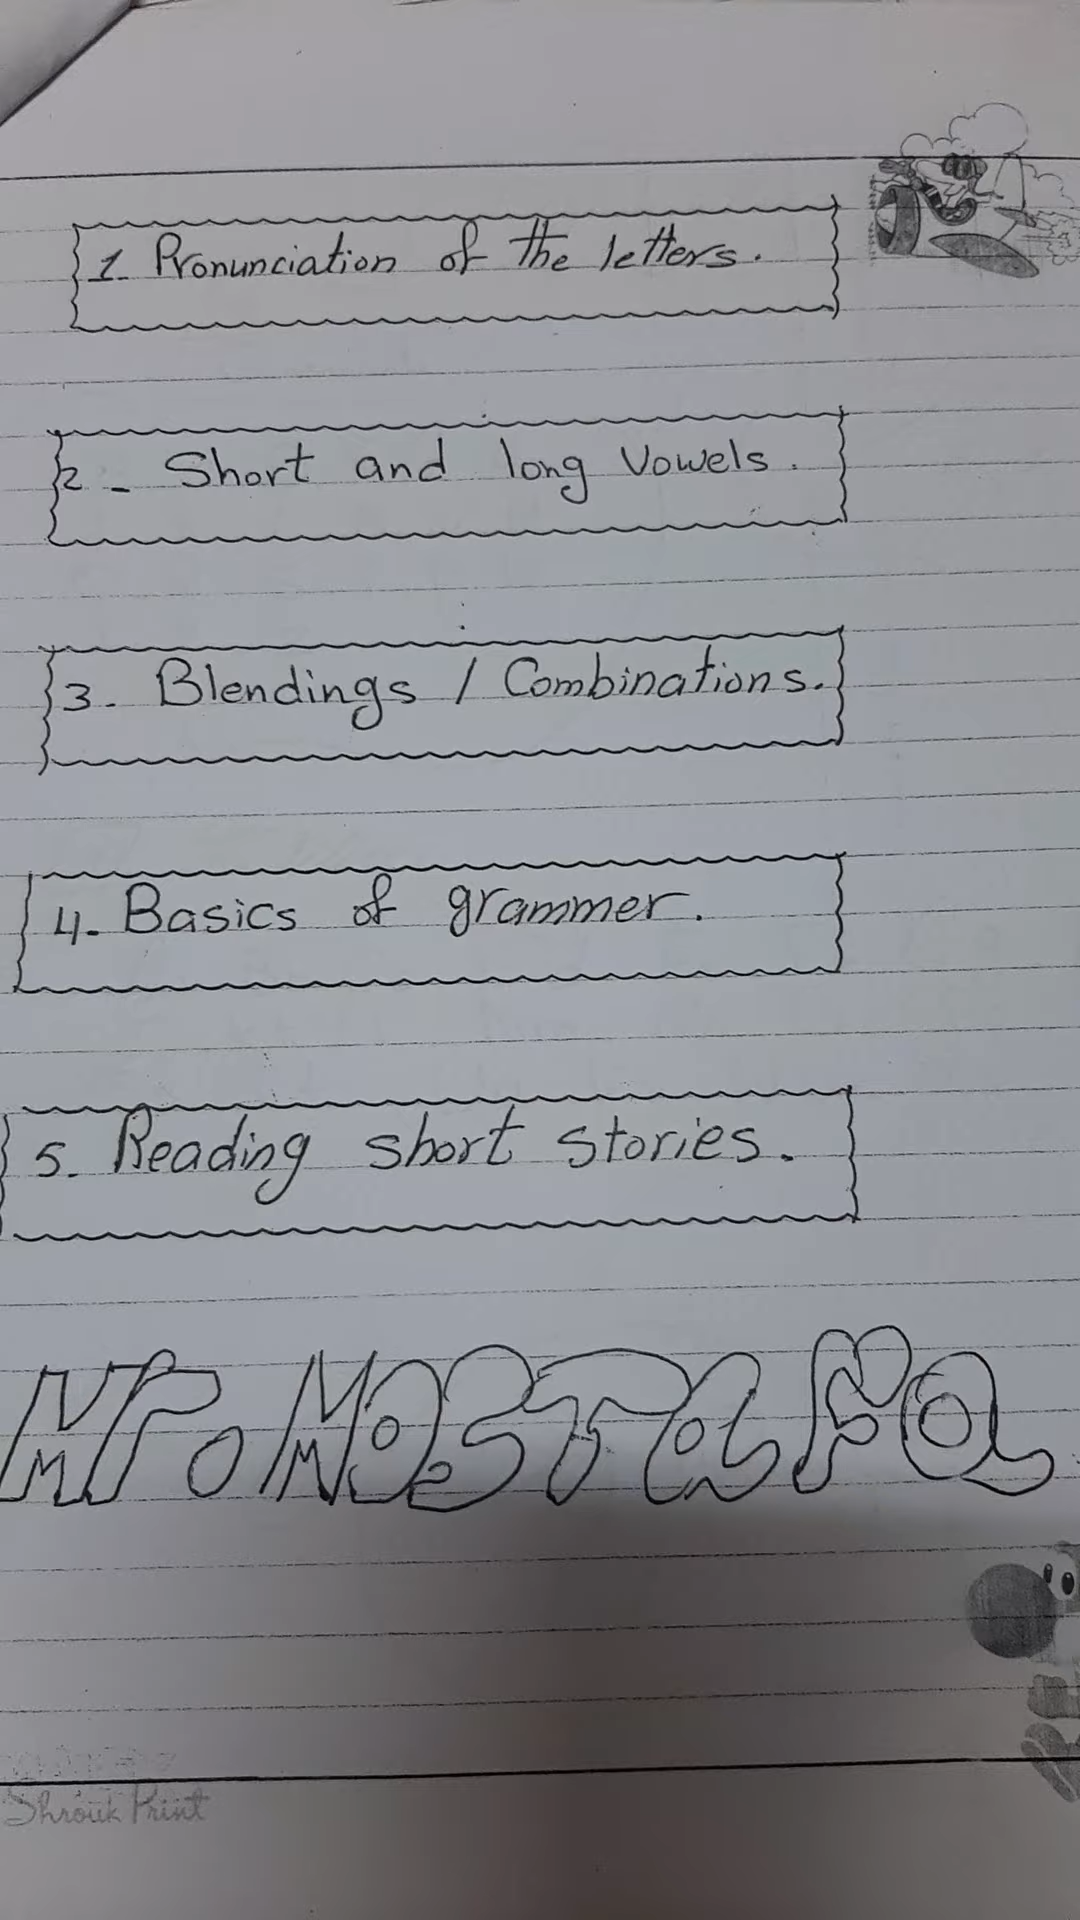 1- Pronunciation of the letters.
2- Short and long Vowels.
3- Blendings / Combinations.
4- Basics of grammer.
5- Reading short stories.
Mr. MOSTaFa
Shrouk Print